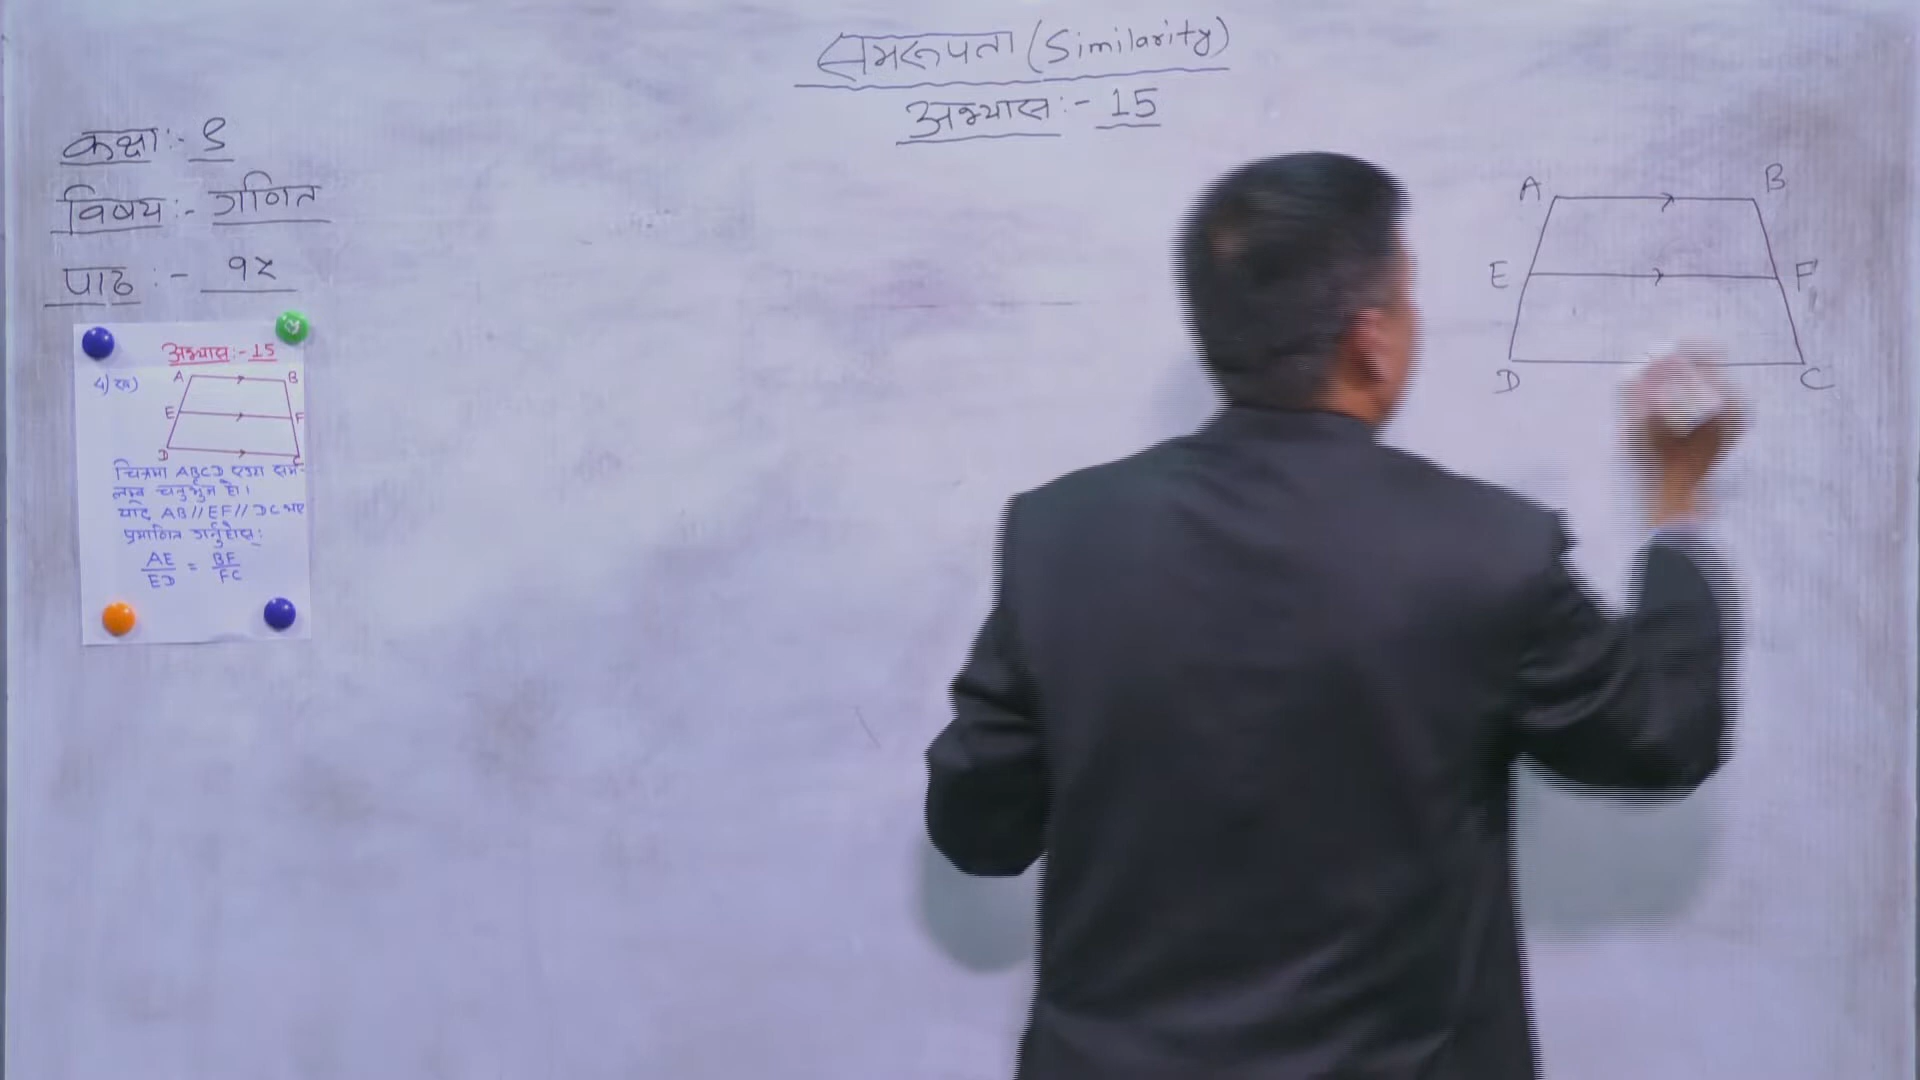 समरूपता (Similarity)
अभ्यास :- 15
कक्षा :- ९
विषय :- गणित
पाठ :- १५
अभ्यास :- 15
4) ख)
A B
E F
D C
चित्रमा ABCD एउटा सम-
लम्ब चतुर्भुज हो।
यदि AB//EF//DC भए
प्रमाणित गर्नुहोस् :
AE/ED = BF/FC
A B
E F
D C